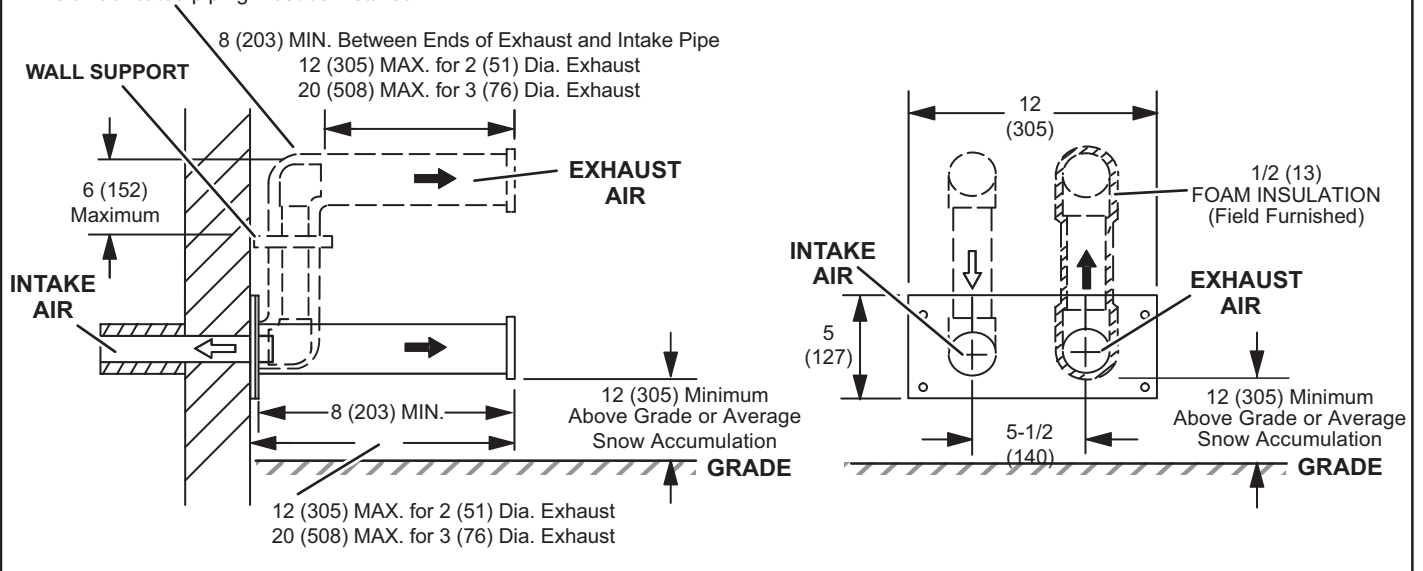 8 (203) MIN. Between Ends of Exhaust and Intake Pipe
12 (305) MAX. for 2 (51) Dia. Exhaust
20 (508) MAX. for 3 (76) Dia. Exhaust
WALL SUPPORT
EXHAUST
AIR
6 (152)
Maximum
INTAKE
AIR
8 (203) MIN.
12 (305) Minimum
Above Grade or Average
Snow Accumulation
GRADE
12 (305) MAX. for 2 (51) Dia. Exhaust
20 (508) MAX. for 3 (76) Dia. Exhaust
12
(305)
1/2 (13)
FOAM INSULATION
(Field Furnished)
INTAKE
AIR
EXHAUST
AIR
5
(127)
5-1/2
(140)
12 (305) Minimum
Above Grade or Average
Snow Accumulation
GRADE